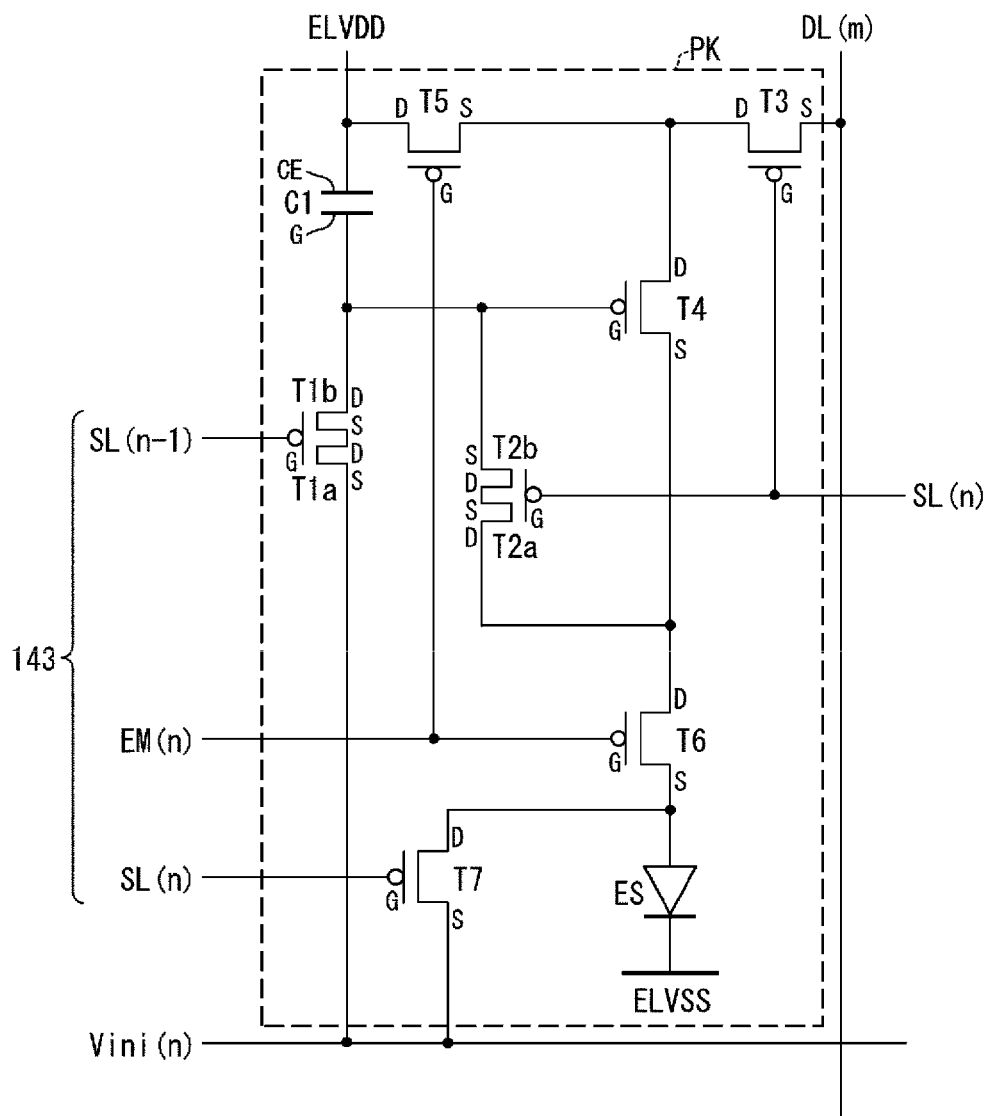 ELVDD
DL(m)
PK
D T5 S
D T3 S
G
G
CE
C1
G
D
G
T4
S
T1b
D
S
D
S
SL(n-1)
G
T1a
S
D
S
D
T2b
G
T2a
SL(n)
143
D
EM(n)
G
T6
S
D
SL(n)
G
T7
S
ES
ELVSS
Vini(n)